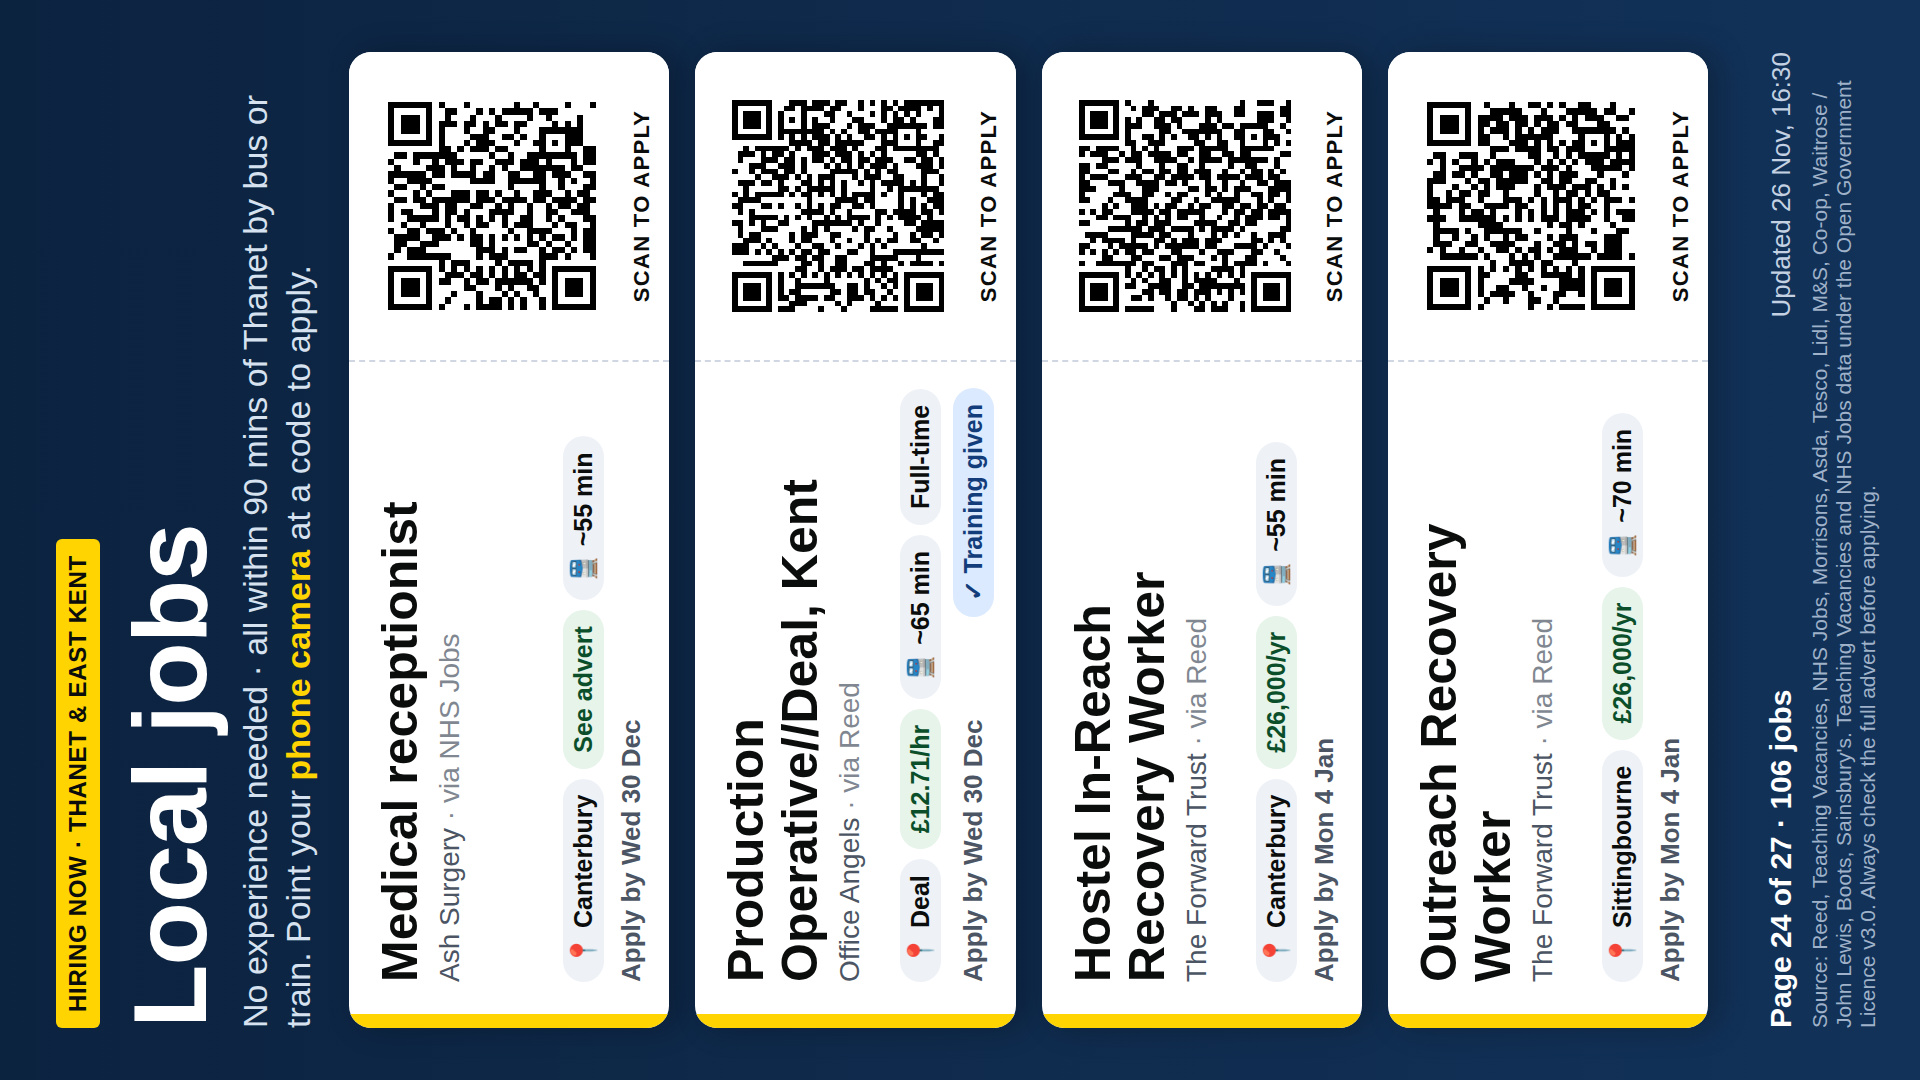 HIRING NOW · THANET & EAST KENT
Local jobs
No experience needed · all within 90 mins of Thanet by bus or
train. Point your phone camera at a code to apply.
Medical receptionist
Ash Surgery · via NHS Jobs
📍 Canterbury See advert 🚉 ~55 min
Apply by Wed 30 Dec
SCAN TO APPLY
Production
Operative//Deal, Kent
Office Angels · via Reed
📍 Deal £12.71/hr 🚉 ~65 min Full-time
✓ Training given
Apply by Wed 30 Dec
SCAN TO APPLY
Hostel In-Reach
Recovery Worker
The Forward Trust · via Reed
📍 Canterbury £26,000/yr 🚉 ~55 min
Apply by Mon 4 Jan
SCAN TO APPLY
Outreach Recovery
Worker
The Forward Trust · via Reed
📍 Sittingbourne £26,000/yr 🚉 ~70 min
Apply by Mon 4 Jan
SCAN TO APPLY
Page 24 of 27 · 106 jobs
Updated 26 Nov, 16:30
Source: Reed, Teaching Vacancies, NHS Jobs, Morrisons, Asda, Tesco, Lidl, M&S, Co-op, Waitrose /
John Lewis, Boots, Sainsbury's. Teaching Vacancies and NHS Jobs data under the Open Government
Licence v3.0. Always check the full advert before applying.